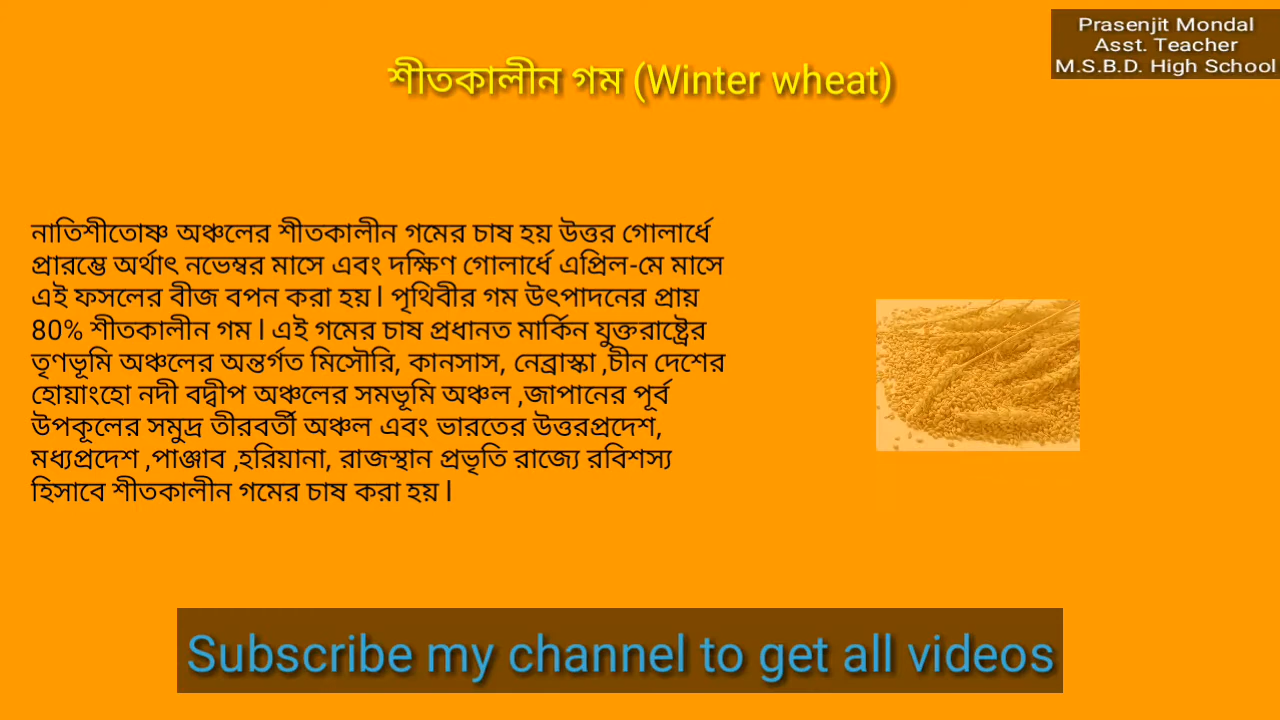 Prasenjit Mondal
Asst. Teacher
M.S.B.D. High School
শীতকালীন গম (Winter wheat)
নাতিশীতোষ্ণ অঞ্চলের শীতকালীন গমের চাষ হয় উত্তর গোলার্ধে
প্রারম্ভে অর্থাৎ নভেম্বর মাসে এবং দক্ষিণ গোলার্ধে এপ্রিল-মে মাসে
এই ফসলের বীজ বপন করা হয় l পৃথিবীর গম উৎপাদনের প্রায়
80% শীতকালীন গম l এই গমের চাষ প্রধানত মার্কিন যুক্তরাষ্ট্রের
তৃণভূমি অঞ্চলের অন্তর্গত মিসৌরি, কানসাস, নেব্রাস্কা ,চীন দেশের
হোয়াংহো নদী বদ্বীপ অঞ্চলের সমভূমি অঞ্চল ,জাপানের পূর্ব
উপকূলের সমুদ্র তীরবর্তী অঞ্চল এবং ভারতের উত্তরপ্রদেশ,
মধ্যপ্রদেশ ,পাঞ্জাব ,হরিয়ানা, রাজস্থান প্রভৃতি রাজ্যে রবিশস্য
হিসাবে শীতকালীন গমের চাষ করা হয় l
Subscribe my channel to get all videos